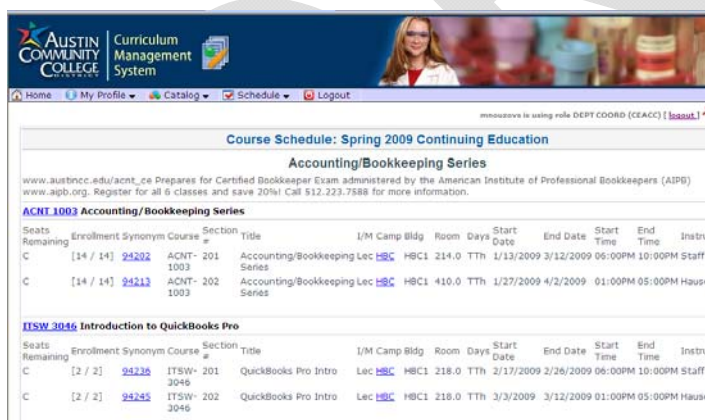 AUSTIN
COMMUNITY
COLLEGE
DISTRICT
Curriculum
Management
System
Home My Profile Catalog Schedule Logout
mnouzovs is using role DEPT COORD (CEACC) [ logout ]
Course Schedule: Spring 2009 Continuing Education
Accounting/Bookkeeping Series
www.austincc.edu/acnt_ce Prepares for Certified Bookkeeper Exam administered by the American Institute of Professional Bookkeepers (AIPB)
www.aipb.org. Register for all 6 classes and save 20%! Call 512.223.7588 for more information.
ACNT 1003 Accounting/Bookkeeping Series
Seats Remaining Enrollment Synonym Course Section # Title I/M Camp Bldg Room Days Start Date End Date Start Time End Time Instru
C [14 / 14] 94202 ACNT-1003 201 Accounting/Bookkeeping Series Lec HBC HBC1 214.0 TTh 1/13/2009 3/12/2009 06:00PM 10:00PM Staff
C [14 / 14] 94213 ACNT-1003 202 Accounting/Bookkeeping Series Lec HBC HBC1 410.0 TTh 1/27/2009 4/2/2009 01:00PM 05:00PM Hause
ITSW 3046 Introduction to QuickBooks Pro
Seats Remaining Enrollment Synonym Course Section # Title I/M Camp Bldg Room Days Start Date End Date Start Time End Time Instru
C [2 / 2] 94236 ITSW-3046 201 QuickBooks Pro Intro Lec HBC HBC1 218.0 TTh 2/17/2009 2/26/2009 06:00PM 10:00PM Staff
C [2 / 2] 94245 ITSW-3046 202 QuickBooks Pro Intro Lec HBC HBC1 218.0 TTh 3/3/2009 3/12/2009 01:00PM 05:00PM Hause